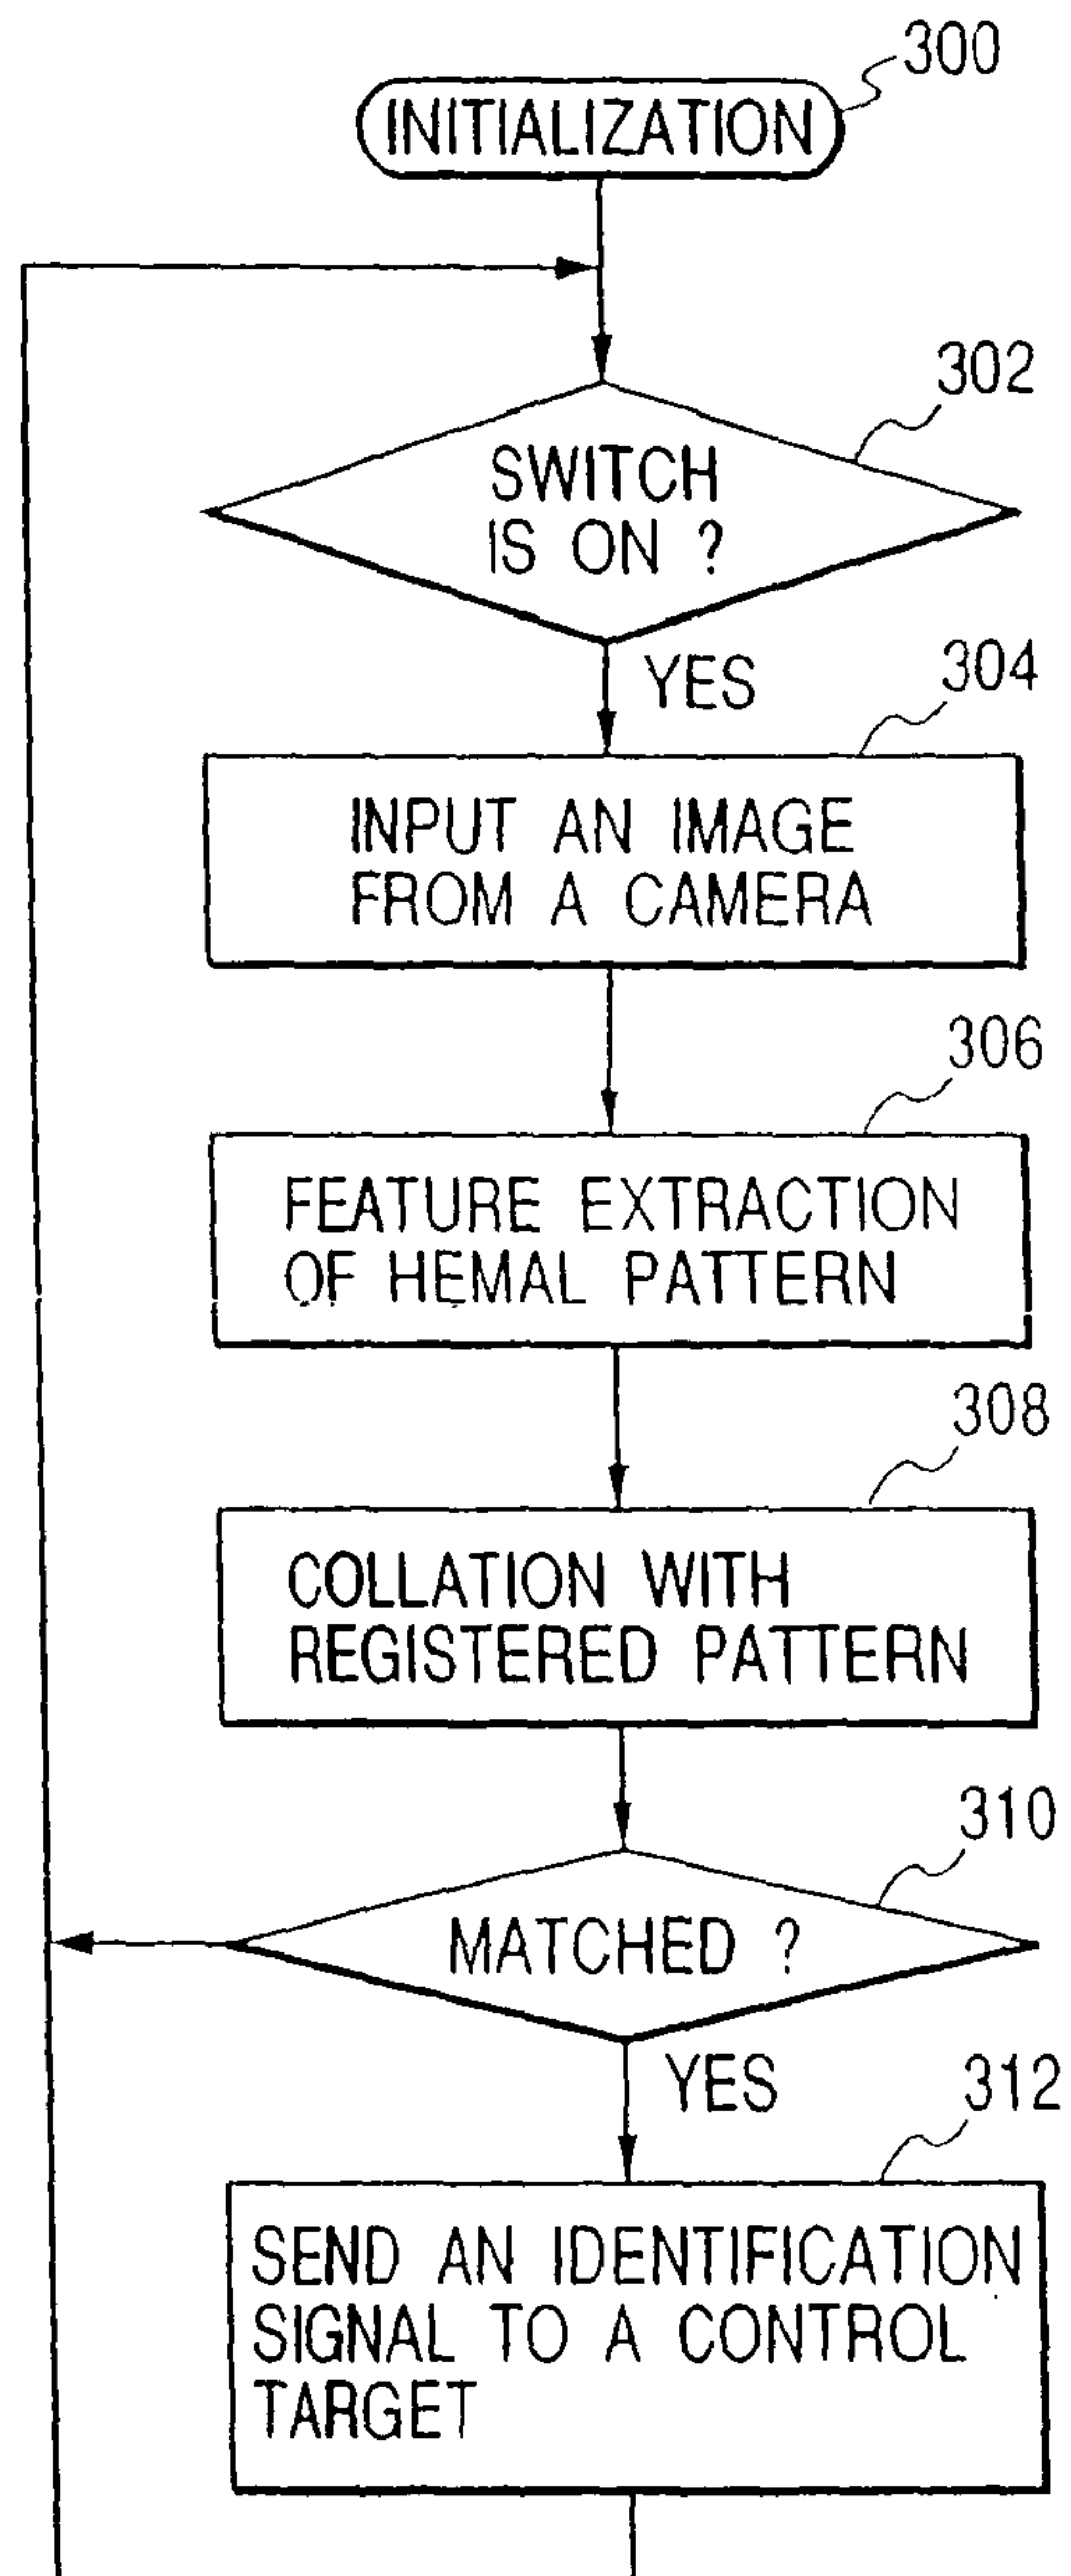 300
INITIALIZATION
302
SWITCH
IS ON ?
YES
304
INPUT AN IMAGE
FROM A CAMERA
306
FEATURE EXTRACTION
OF HEMAL PATTERN
308
COLLATION WITH
REGISTERED PATTERN
310
MATCHED ?
YES
312
SEND AN IDENTIFICATION
SIGNAL TO A CONTROL
TARGET